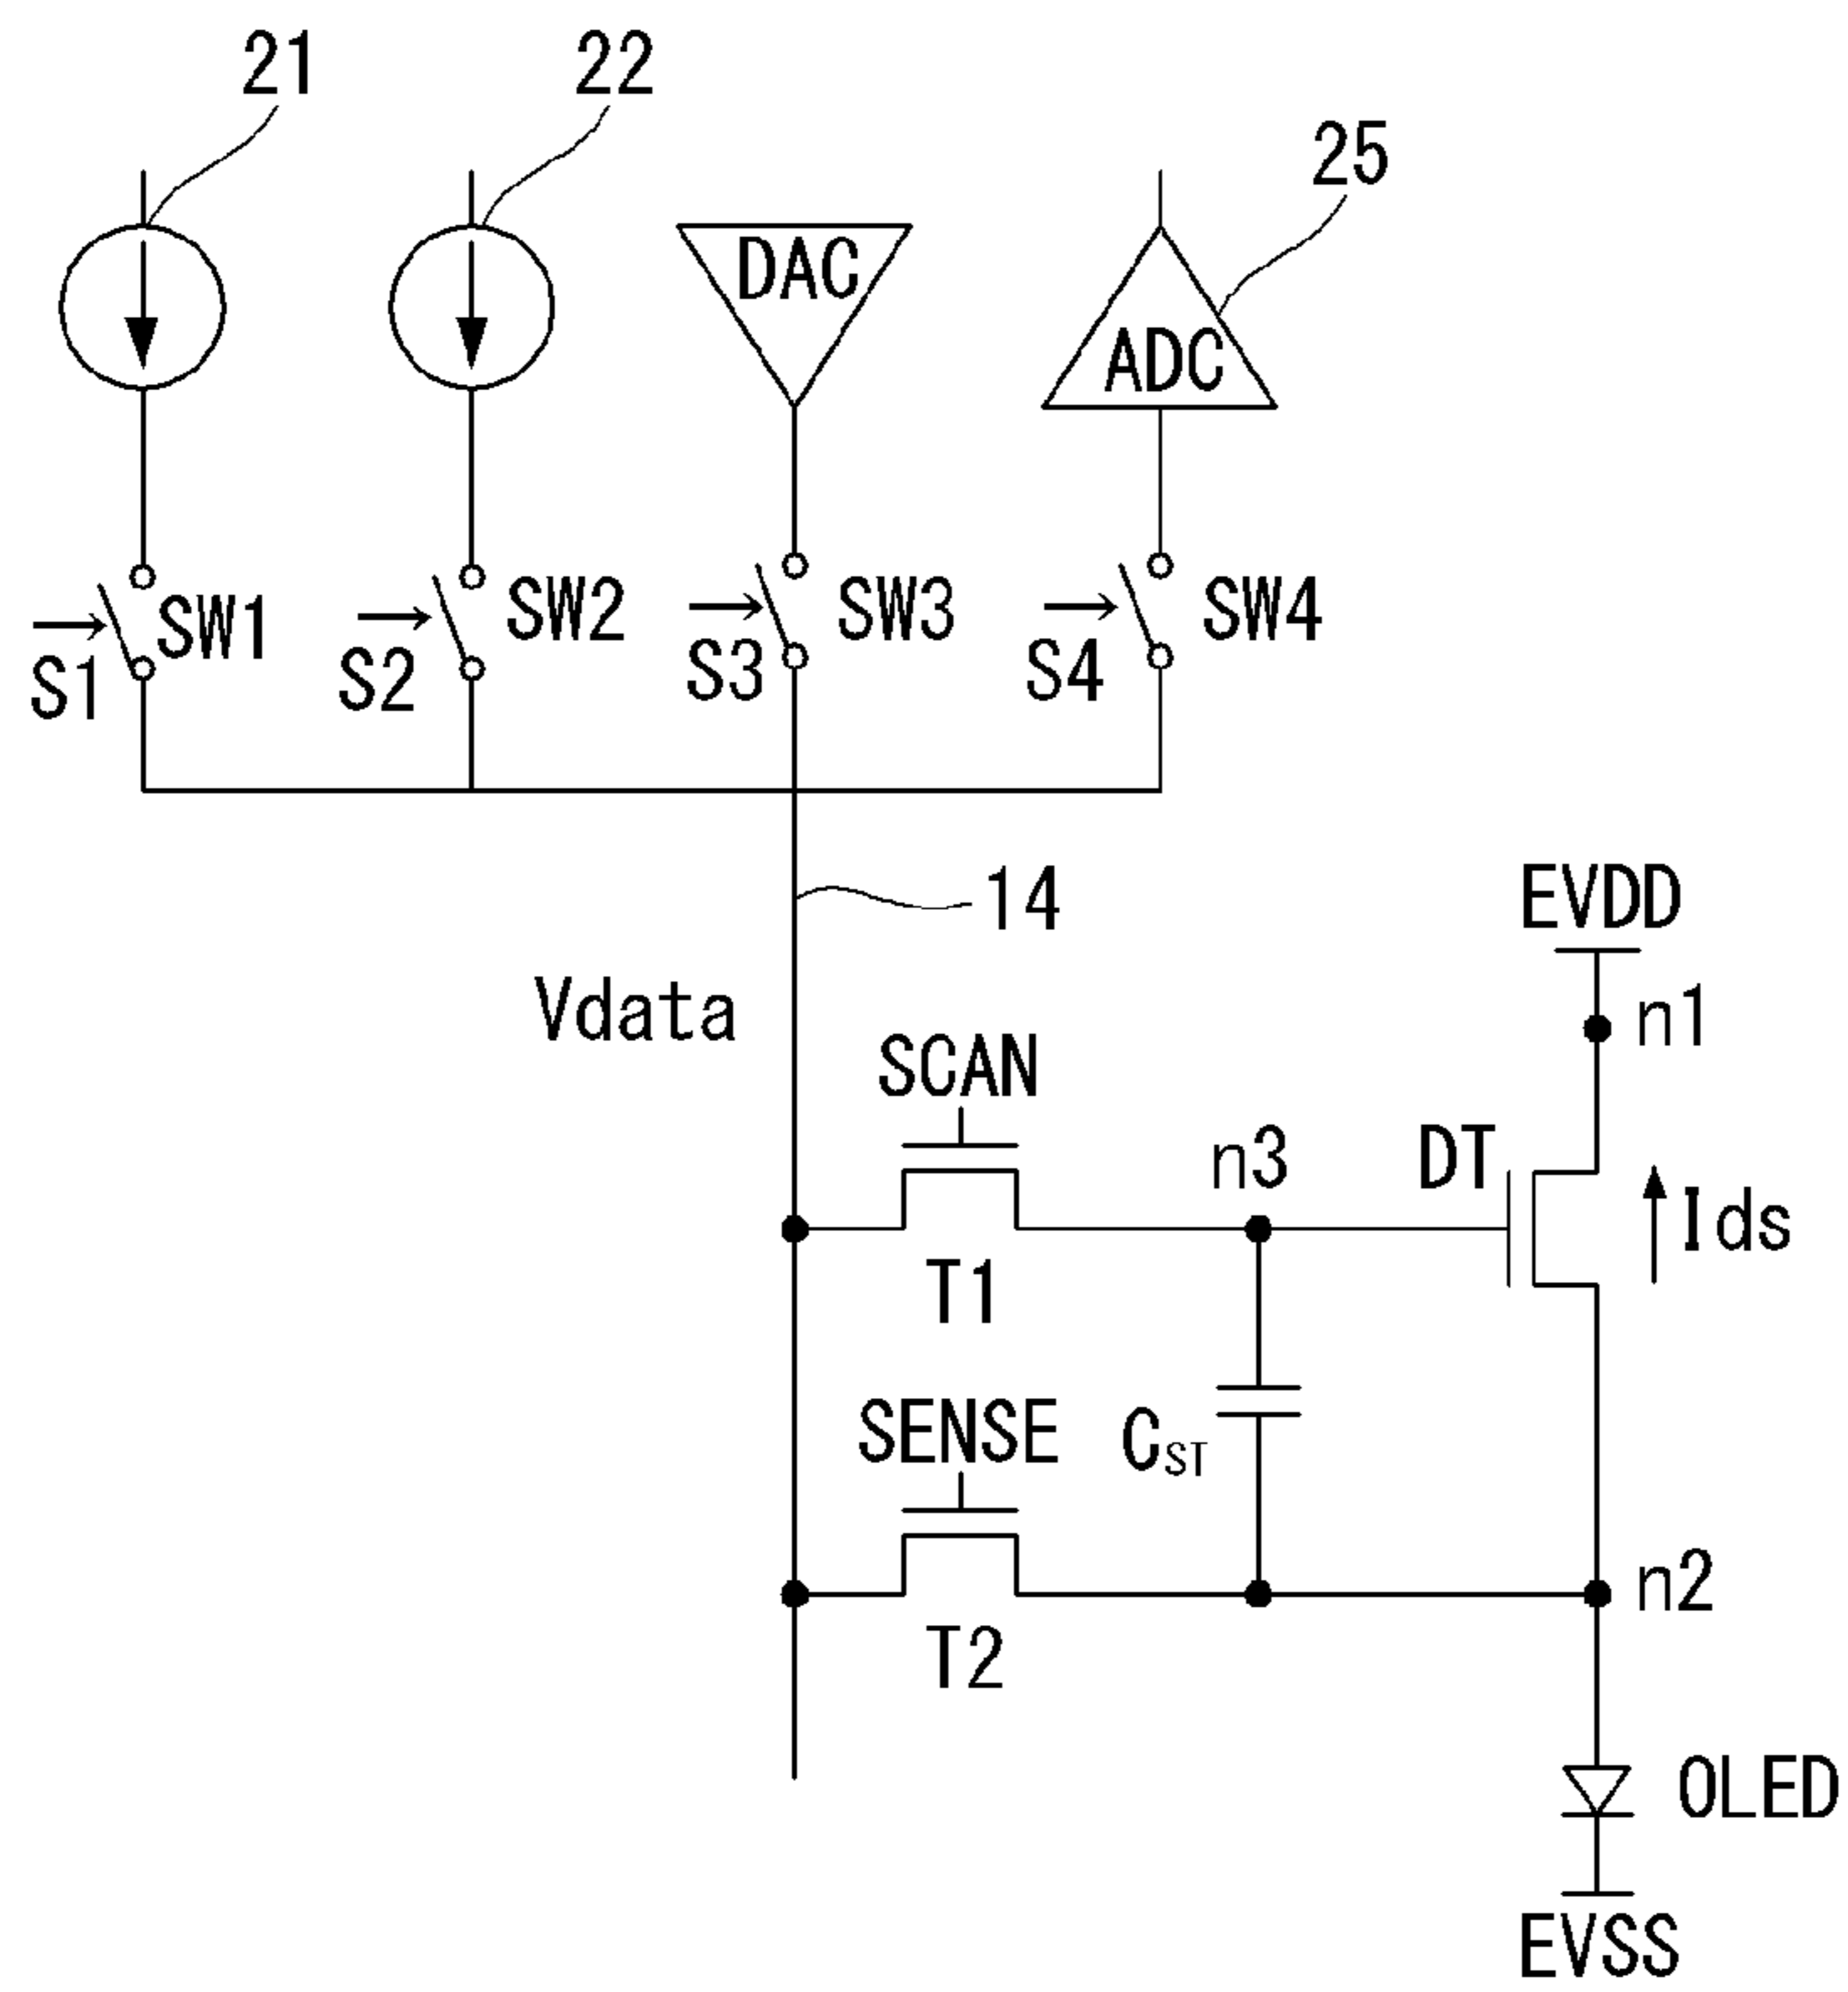 21
22
25
DAC
ADC
SW1
SW2
SW3
SW4
S1
S2
S3
S4
14
EVDD
Vdata
n1
SCAN
n3
DT
Ids
T1
SENSE
CST
n2
T2
OLED
EVSS